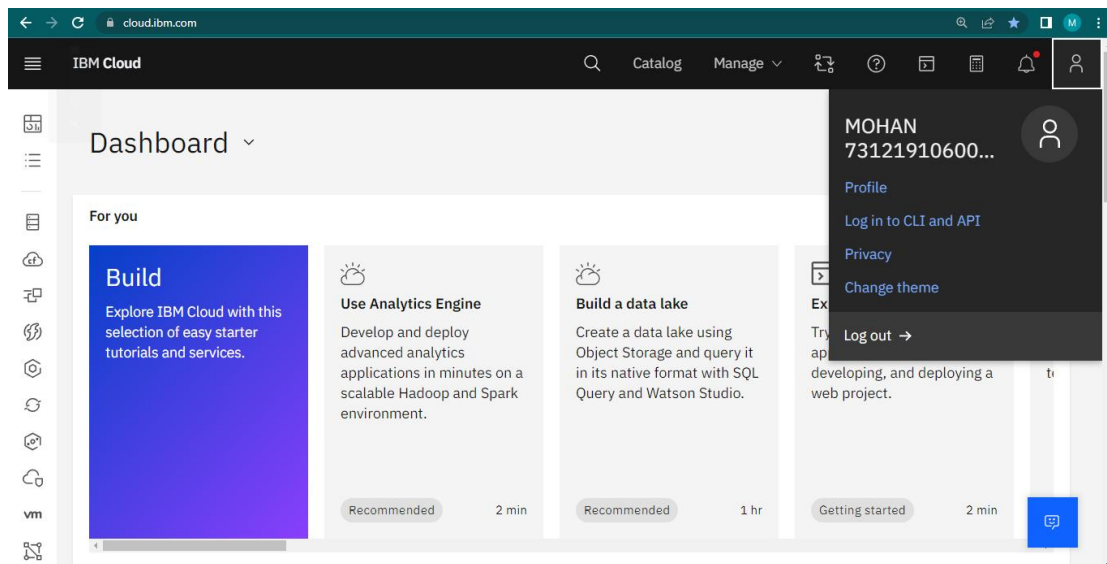 cloud.ibm.com
M
IBM Cloud
Catalog
Manage
Dashboard
MOHAN
73121910600...
Profile
Log in to CLI and API
Privacy
Change theme
Log out →
For you
Build
Explore IBM Cloud with this
selection of easy starter
tutorials and services.
Use Analytics Engine
Develop and deploy
advanced analytics
applications in minutes on a
scalable Hadoop and Spark
environment.
Recommended
2 min
Build a data lake
Create a data lake using
Object Storage and query it
in its native format with SQL
Query and Watson Studio.
Recommended
1 hr
Ex
Try
ap
developing, and deploying a
web project.
Getting started
2 min
cf
vm